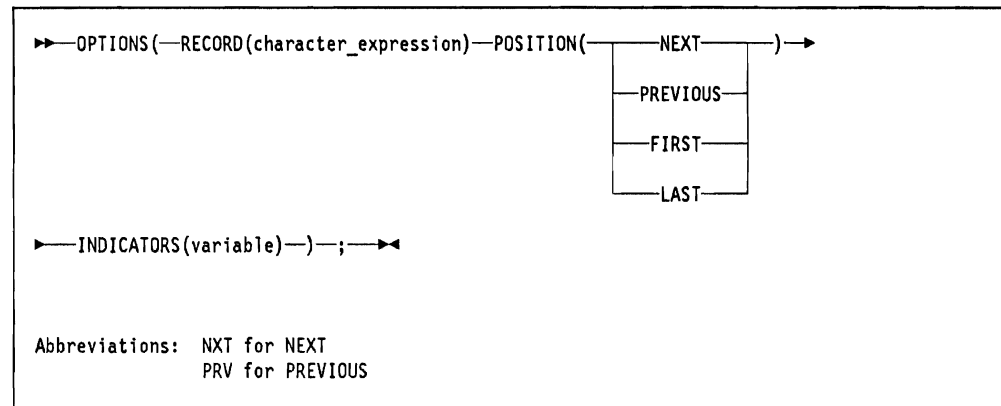 OPTIONS(—RECORD(character_expression)—POSITION(—NEXT—)
PREVIOUS
FIRST
LAST
INDICATORS(variable)—)—;
Abbreviations: NXT for NEXT
PRV for PREVIOUS